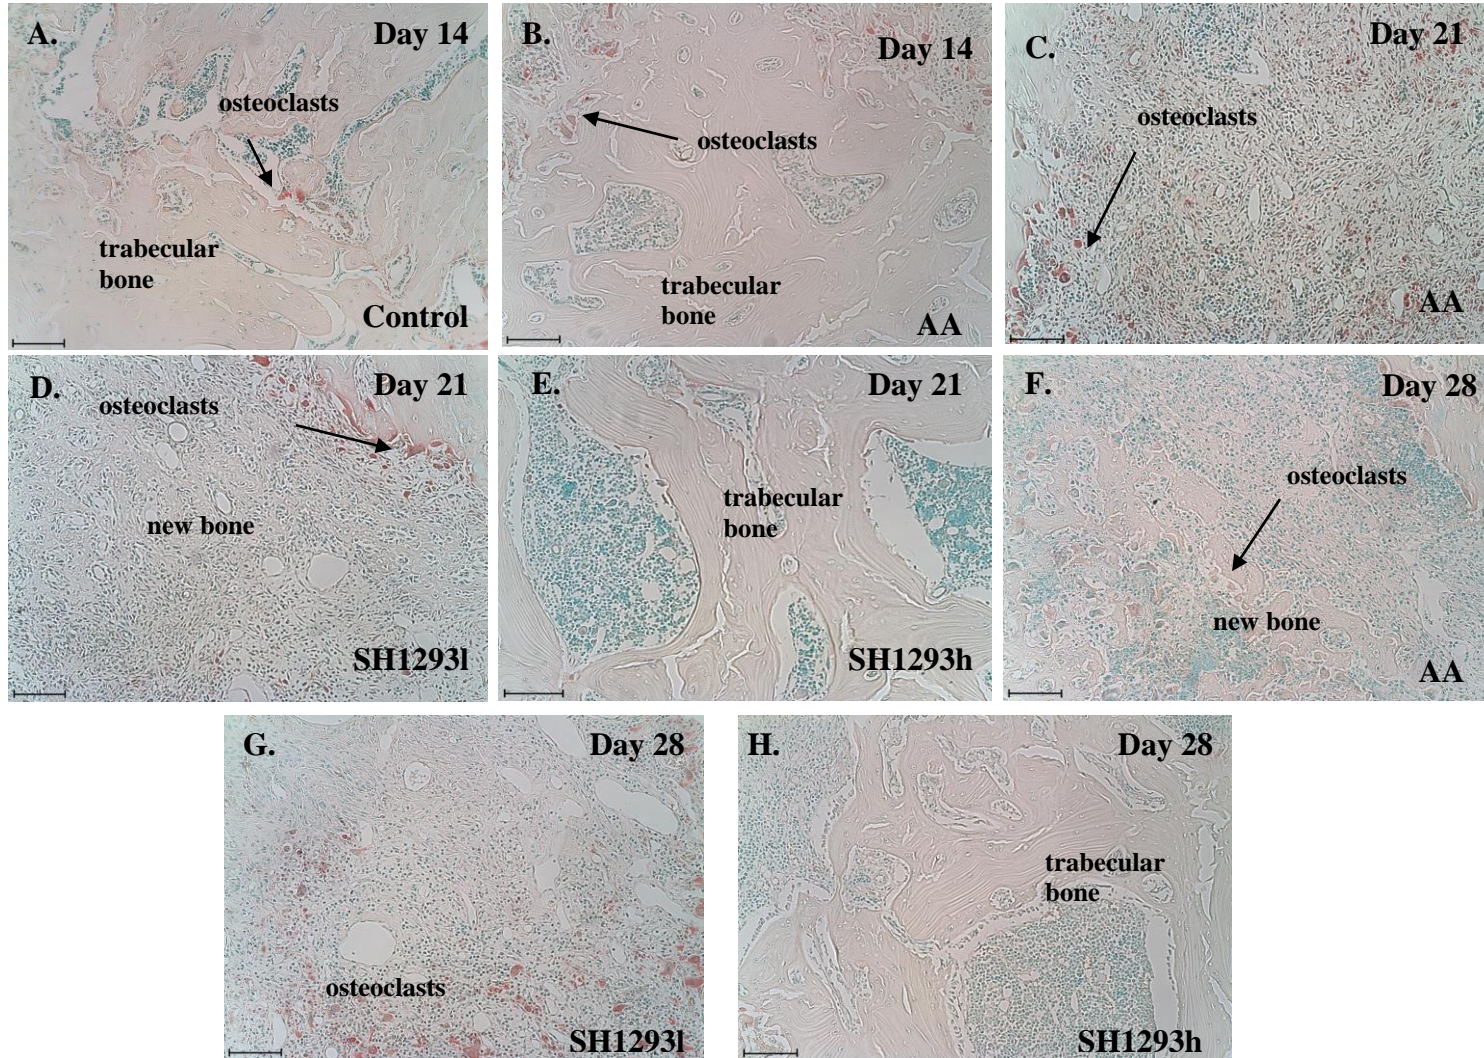 A.
Day 14
osteoclasts
trabecular
bone
Control
B.
Day 14
osteoclasts
trabecular
bone
AA
C.
Day 21
osteoclasts
AA
D.
Day 21
osteoclasts
new bone
SH1293l
E.
Day 21
trabecular
bone
SH1293h
F.
Day 28
osteoclasts
new bone
AA
G.
Day 28
osteoclasts
SH1293l
H.
Day 28
trabecular
bone
SH1293h